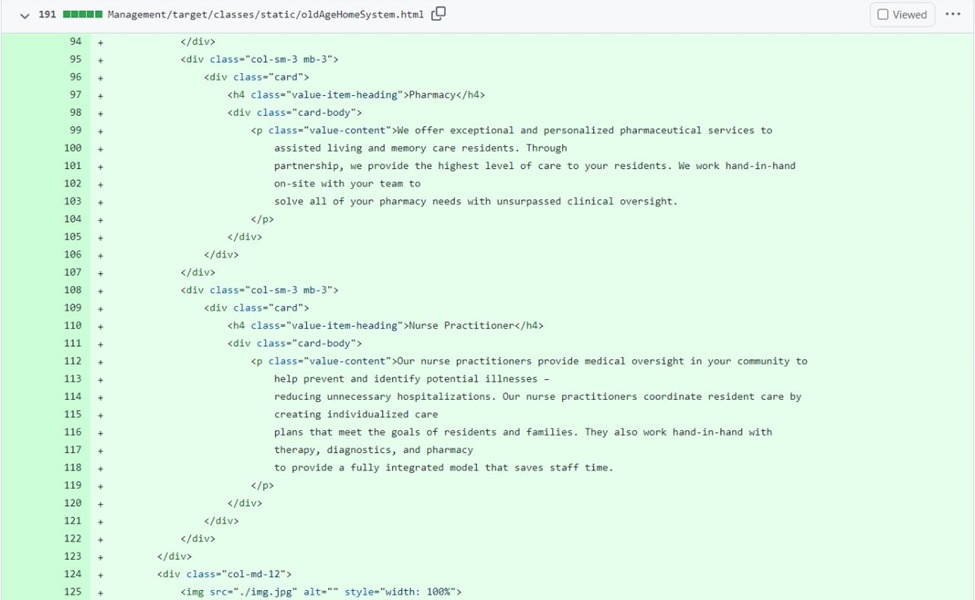 191 Management/target/classes/static/oldAgeHomeSystem.html Viewed ...
94 + </div>
95 + <div class="col-sm-3 mb-3">
96 + <div class="card">
97 + <h4 class="value-item-heading">Pharmacy</h4>
98 + <div class="card-body">
99 + <p class="value-content">We offer exceptional and personalized pharmaceutical services to
100 + assisted living and memory care residents. Through
101 + partnership, we provide the highest level of care to your residents. We work hand-in-hand
102 + on-site with your team to
103 + solve all of your pharmacy needs with unsurpassed clinical oversight.
104 + </p>
105 + </div>
106 + </div>
107 + </div>
108 + <div class="col-sm-3 mb-3">
109 + <div class="card">
110 + <h4 class="value-item-heading">Nurse Practitioner</h4>
111 + <div class="card-body">
112 + <p class="value-content">Our nurse practitioners provide medical oversight in your community to
113 + help prevent and identify potential illnesses –
114 + reducing unnecessary hospitalizations. Our nurse practitioners coordinate resident care by
115 + creating individualized care
116 + plans that meet the goals of residents and families. They also work hand-in-hand with
117 + therapy, diagnostics, and pharmacy
118 + to provide a fully integrated model that saves staff time.
119 + </p>
120 + </div>
121 + </div>
122 + </div>
123 + </div>
124 + <div class="col-md-12">
125 + <img src="./img.jpg" alt="" style="width: 100%">